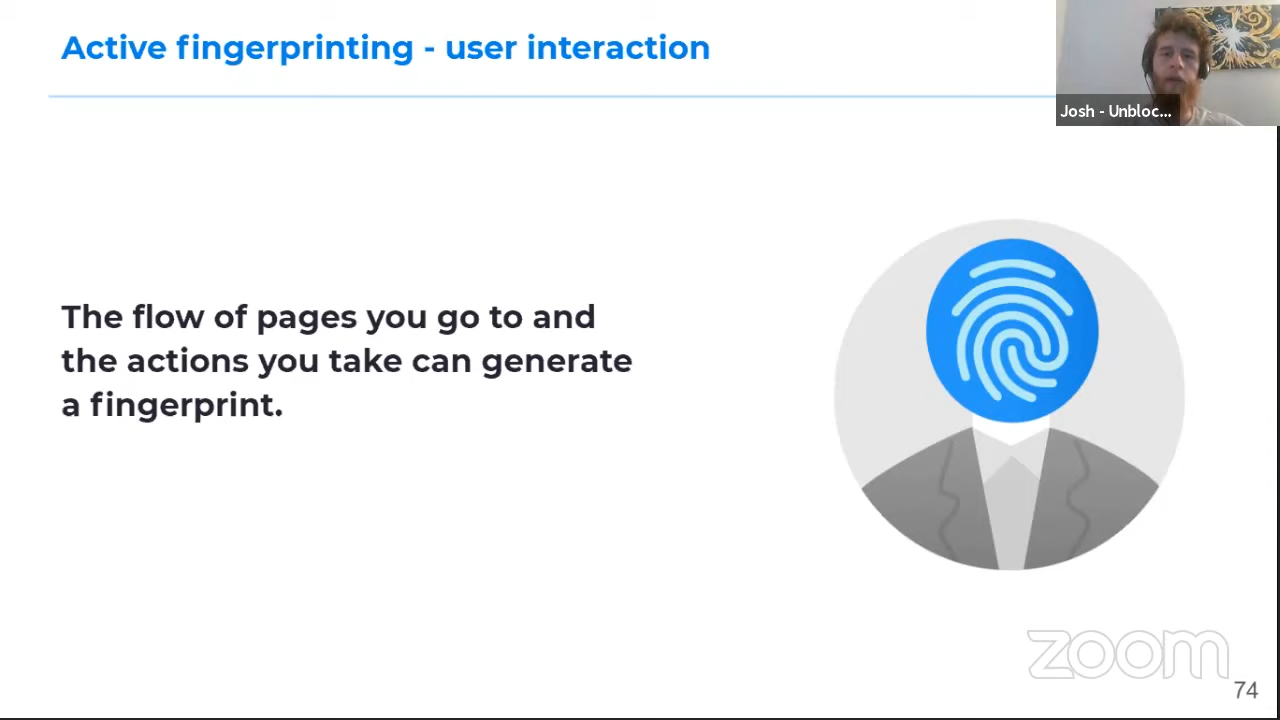 Active fingerprinting - user interaction
Josh - Unbloc...
The flow of pages you go to and
the actions you take can generate
a fingerprint.
zoom
74